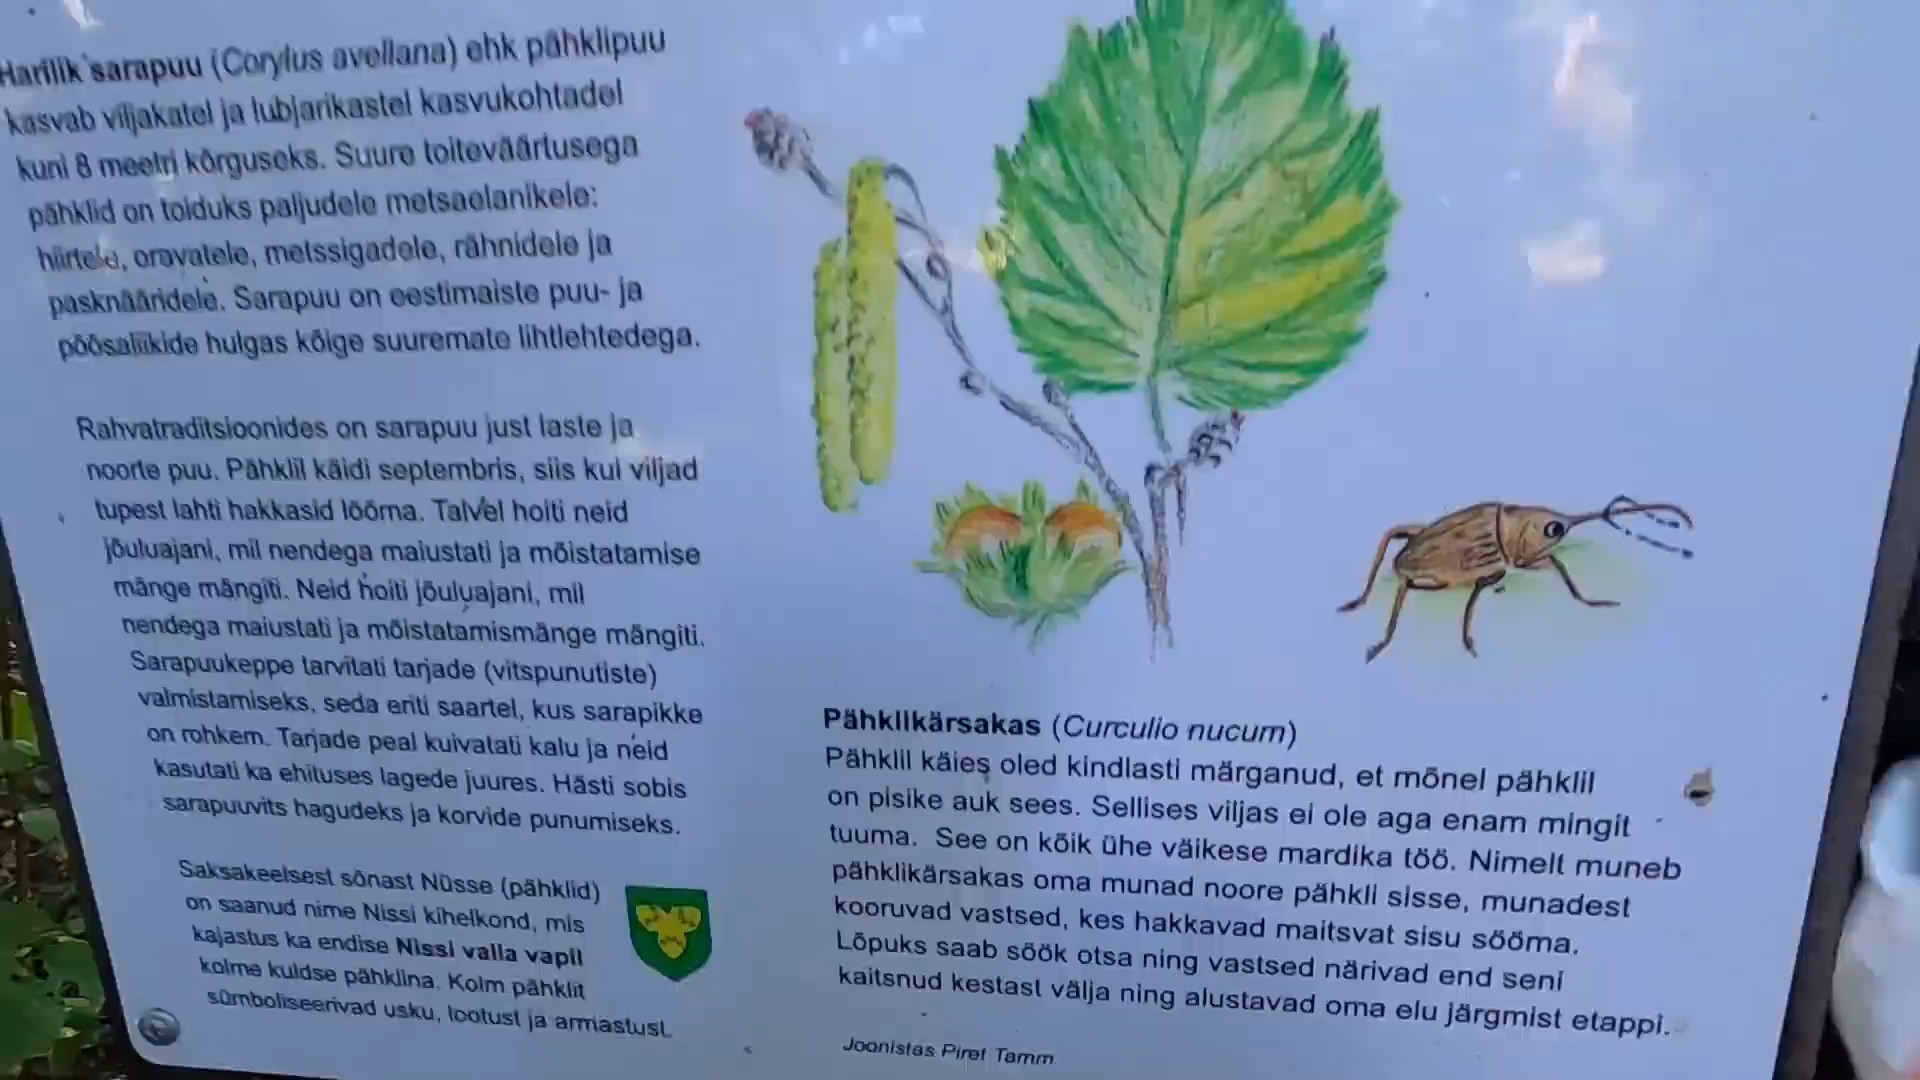 Harilik sarapuu (Corylus avellana) ehk pähklipuu
kasvab viljakatel ja lubjarikastel kasvukohtadel
kuni 8 meetri kõrguseks. Suure toiteväärtusega
pähklid on toiduks paljudele metsaelanikele:
hiirtele, oravatele, metssigadele, rähnidele ja
pasknääridele. Sarapuu on eestimaiste puu- ja
põõsaliikide hulgas kõige suuremate lihtlehtedega.
Rahvatraditsioonides on sarapuu just laste ja
noorte puu. Pähklil käidi septembris, siis kui viljad
tupest lahti hakkasid lööma. Talvel hoiti neid
jõuluajani, mil nendega maiustati ja mõistatamise
mänge mängiti. Neid hoiti jõuluajani, mil
nendega maiustati ja mõistatamismänge mängiti.
Sarapuukeppe tarvitati tarjade (vitspunutiste)
valmistamiseks, seda eriti saartel, kus sarapikke
on rohkem. Tarjade peal kuivatati kalu ja neid
kasutati ka ehituses lagede juures. Hästi sobis
sarapuuvits hagudeks ja korvide punumiseks.
Saksakeelsest sõnast Nüsse (pähklid)
on saanud nime Nissi kihelkond, mis
kajastus ka endise Nissi valla vapil
kolme kuldse pähklina. Kolm pähklit
sümboliseerivad usku, lootust ja armastust.
Pähklikärsakas (Curculio nucum)
Pähklil käies oled kindlasti märganud, et mõnel pähklil
on pisike auk sees. Sellises viljas ei ole aga enam mingit
tuuma. See on kõik ühe väikese mardika töö. Nimelt muneb
pähklikärsakas oma munad noore pähkli sisse, munadest
kooruvad vastsed, kes hakkavad maitsvat sisu sööma.
Lõpuks saab söök otsa ning vastsed närivad end seni
kaitsnud kestast välja ning alustavad oma elu järgmist etappi.
Joonistas Piret Tamm